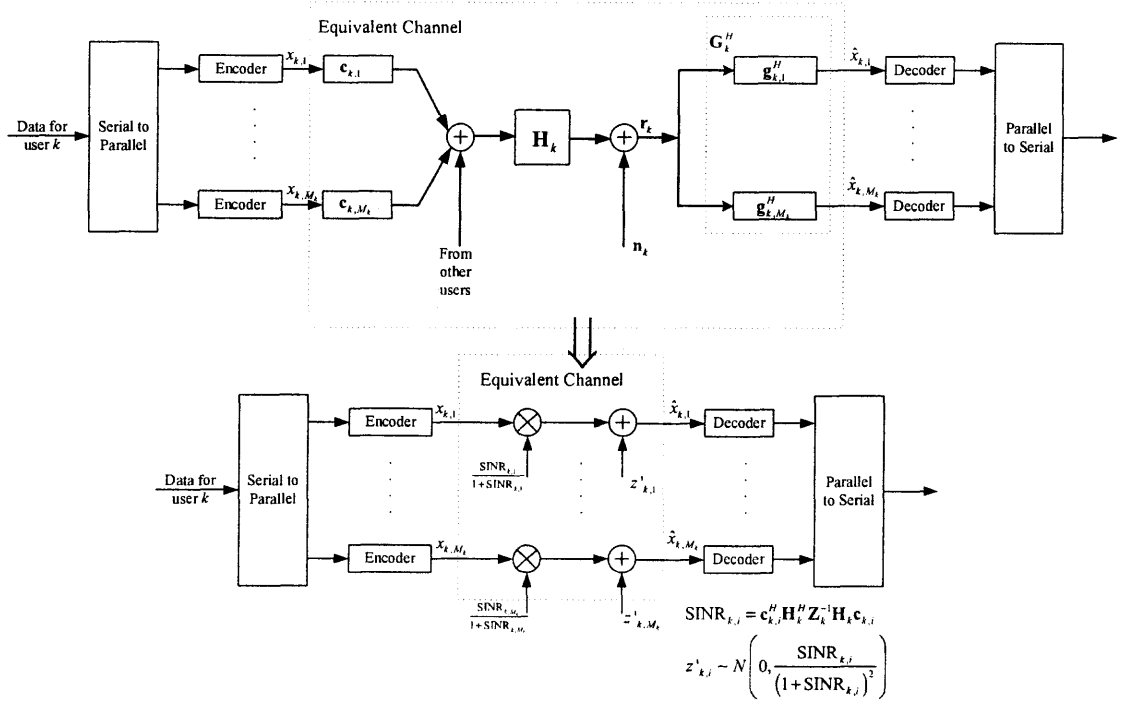 Equivalent Channel
Data for
user k
Serial to
Parallel
Encoder
x_{k,1}
c_{k,1}
Encoder
x_{k,M_k}
c_{k,M_k}
From
other
users
H_k
n_k
r_k
G_k^H
g_{k,1}^H
x̂_{k,1}
Decoder
g_{k,M_k}^H
x̂_{k,M_k}
Decoder
Parallel
to Serial
Equivalent Channel
Data for
user k
Serial to
Parallel
Encoder
x_{k,1}
SINR_{k,1}
1+SINR_{k,1}
z'_{k,1}
x̂_{k,1}
Decoder
Encoder
x_{k,M_k}
SINR_{k,M_k}
1+SINR_{k,M_k}
z'_{k,M_k}
x̂_{k,M_k}
Decoder
Parallel
to Serial
SINR_{k,i} = c_{k,i}^H H_k^H Z_k^{-1} H_k c_{k,i}
z'_{k,i} ~ N(0, SINR_{k,i} / (1+SINR_{k,i})^2)